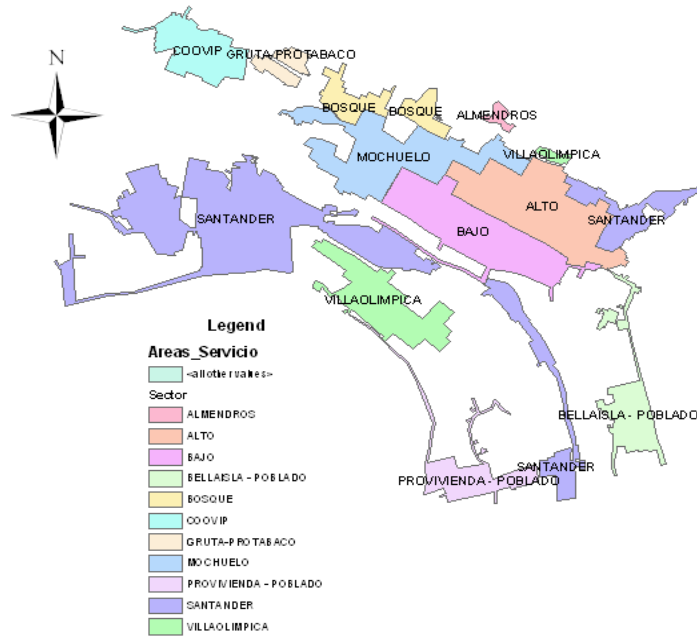 COOVIP
GRUTA-PROTABACO
N
BOSQUE
BOSQUE
ALMENDROS
MOCHUELO
VILLAOLIMPICA
ALTO
SANTANDER
SANTANDER
BAJO
VILLAOLIMPICA
Legend
Areas_Servicio
<all other values>
Sector
ALMENDROS
ALTO
BAJO
BELLAISLA - POBLADO
BOSQUE
COOVIP
GRUTA-PROTABACO
MOCHUELO
PROVIVIENDA - POBLADO
SANTANDER
VILLAOLIMPICA
BELLAISLA - POBLADO
SANTANDER
PROVIVIENDA - POBLADO